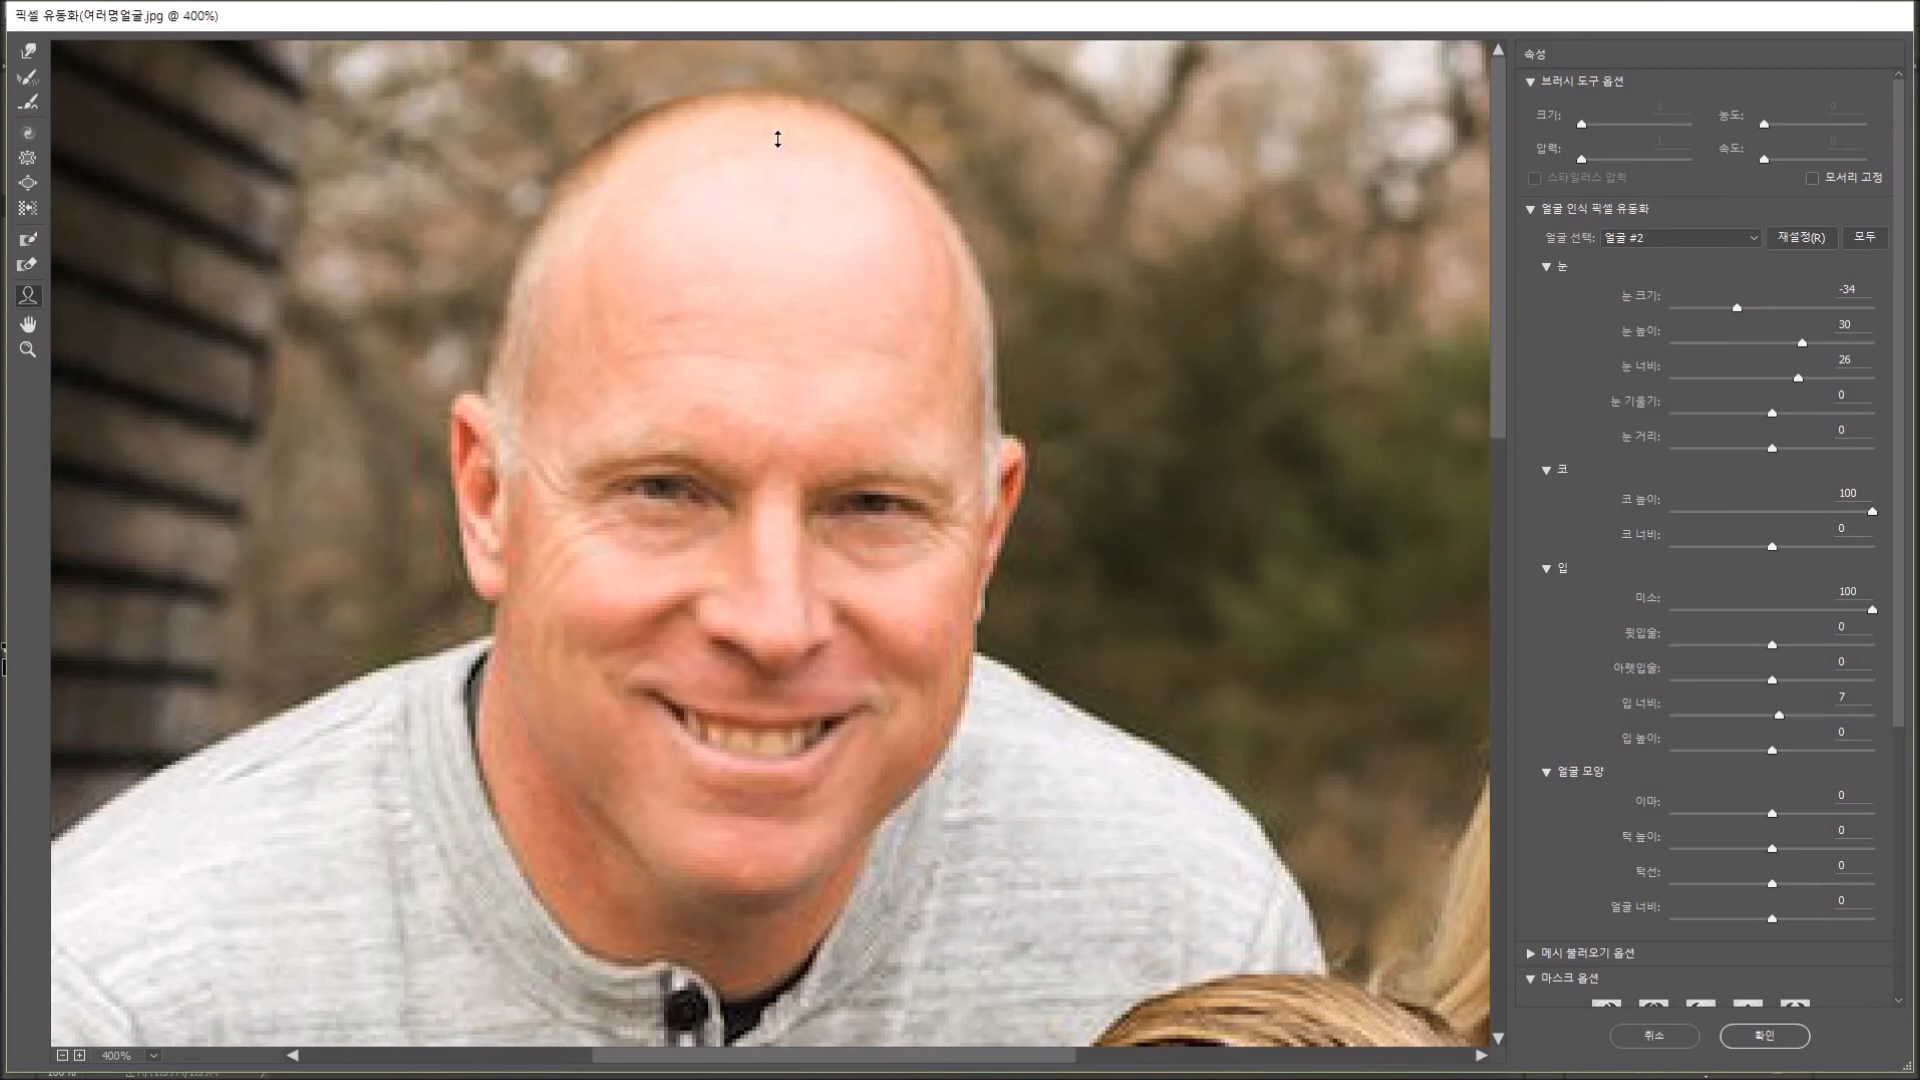 픽셀 유동화(여러명얼굴.jpg @ 400%)
속성
브러시 도구 옵션
크기: 1 농도: 0
압력: 1 속도: 0
스타일러스 압력 모서리 고정
얼굴 인식 픽셀 유동화
얼굴 선택: 얼굴 #2 재설정(R) 모두
눈
눈 크기: -34
눈 높이: 30
눈 너비: 26
눈 기울기: 0
눈 거리: 0
코
코 높이: 100
코 너비: 0
입
미소: 100
윗입술: 0
아랫입술: 0
입 너비: 7
입 높이: 0
얼굴 모양
이마: 0
턱 높이: 0
턱선: 0
얼굴 너비: 0
메시 불러오기 옵션
마스크 옵션
취소 확인
400%